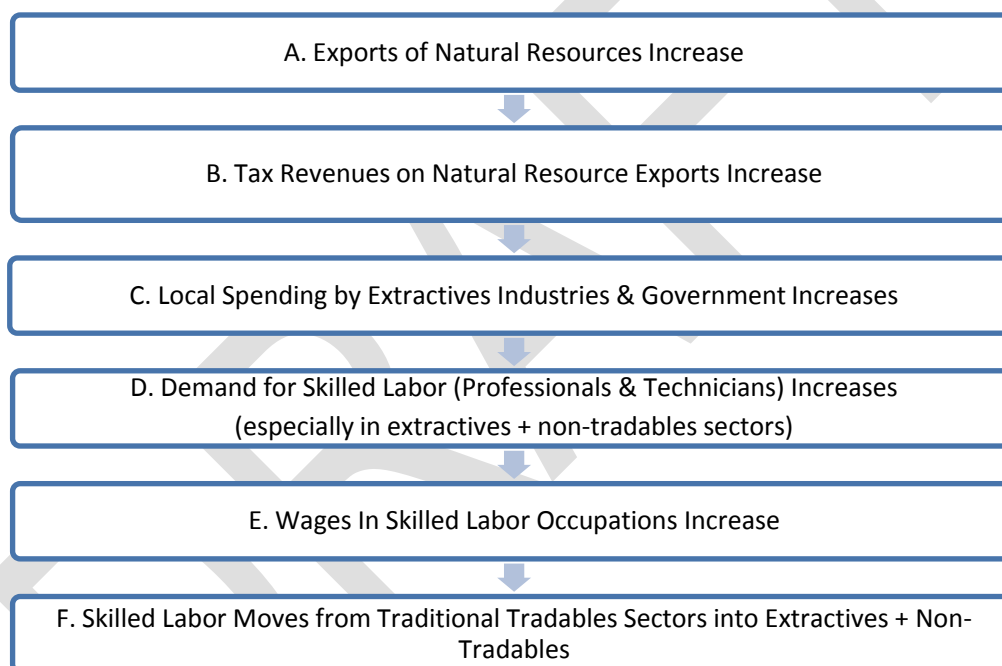 A. Exports of Natural Resources Increase
B. Tax Revenues on Natural Resource Exports Increase
C. Local Spending by Extractives Industries & Government Increases
D. Demand for Skilled Labor (Professionals & Technicians) Increases
(especially in extractives + non-tradables sectors)
E. Wages In Skilled Labor Occupations Increase
F. Skilled Labor Moves from Traditional Tradables Sectors into Extractives + Non-
Tradables